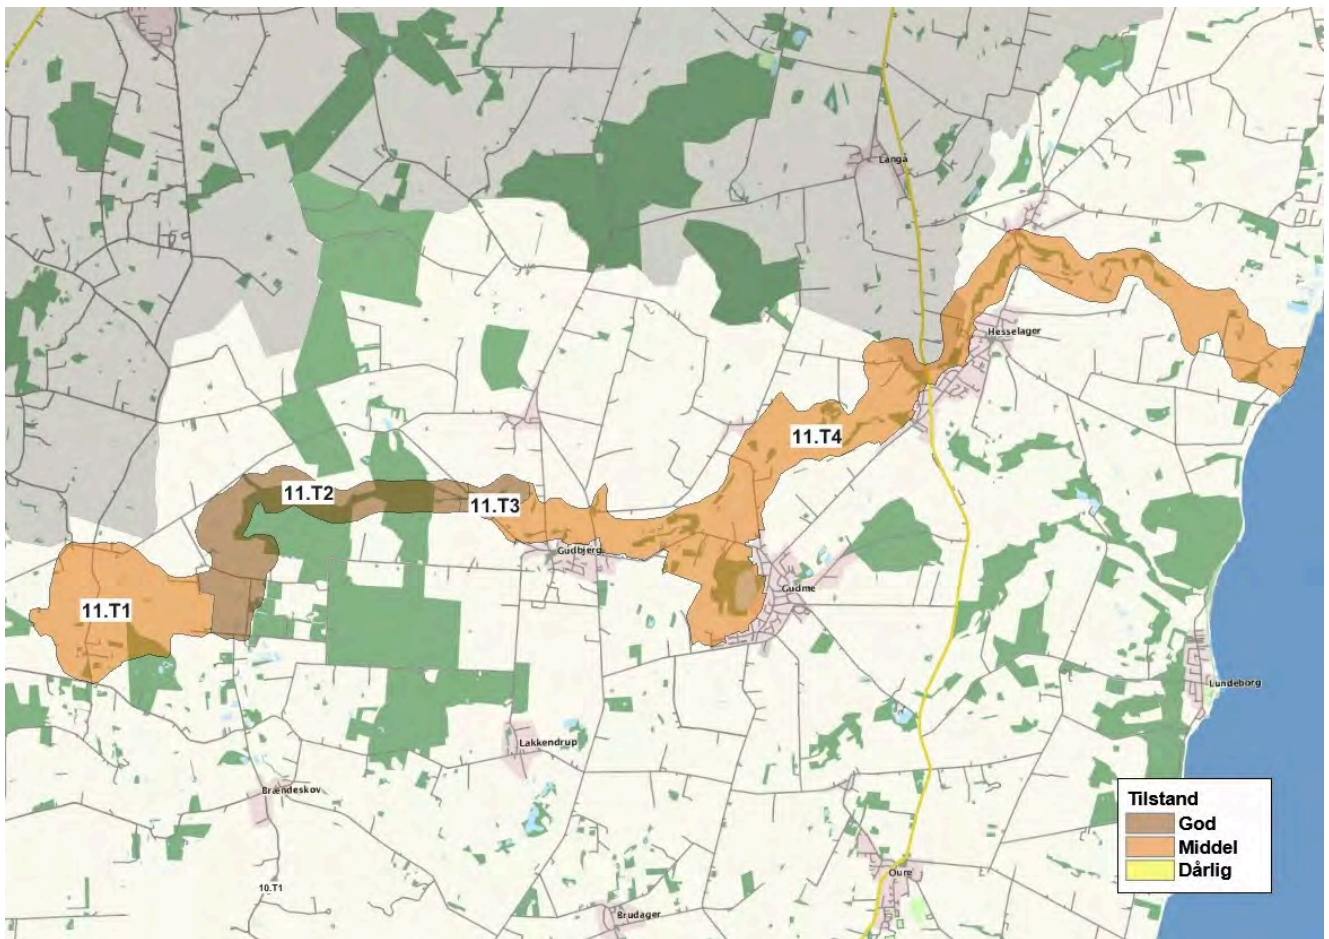 Langå
Hesselager
11.T4
11.T2
11.T3
Gudbjerg
Gudme
11.T1
Lundeborg
Lakkendrup
Brændeskov
Tilstand
God
Middel
Dårlig
10.T1
Oure
Brudager